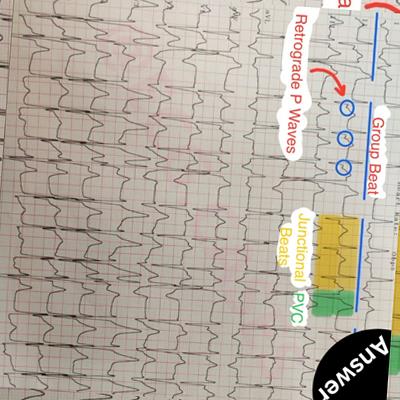 Group Beat
Retrograde P Waves
Junctional
Beats
PVC
Answer